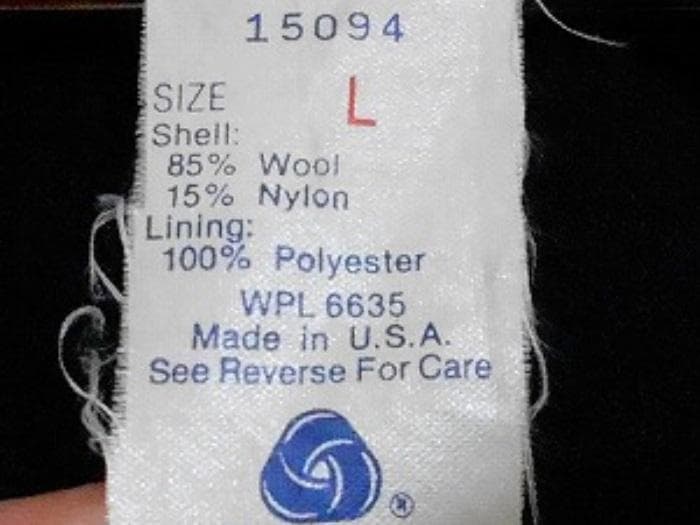 15094
SIZE L
Shell:
85% Wool
15% Nylon
Lining:
100% Polyester
WPL 6635
Made in U.S.A.
See Reverse For Care
®